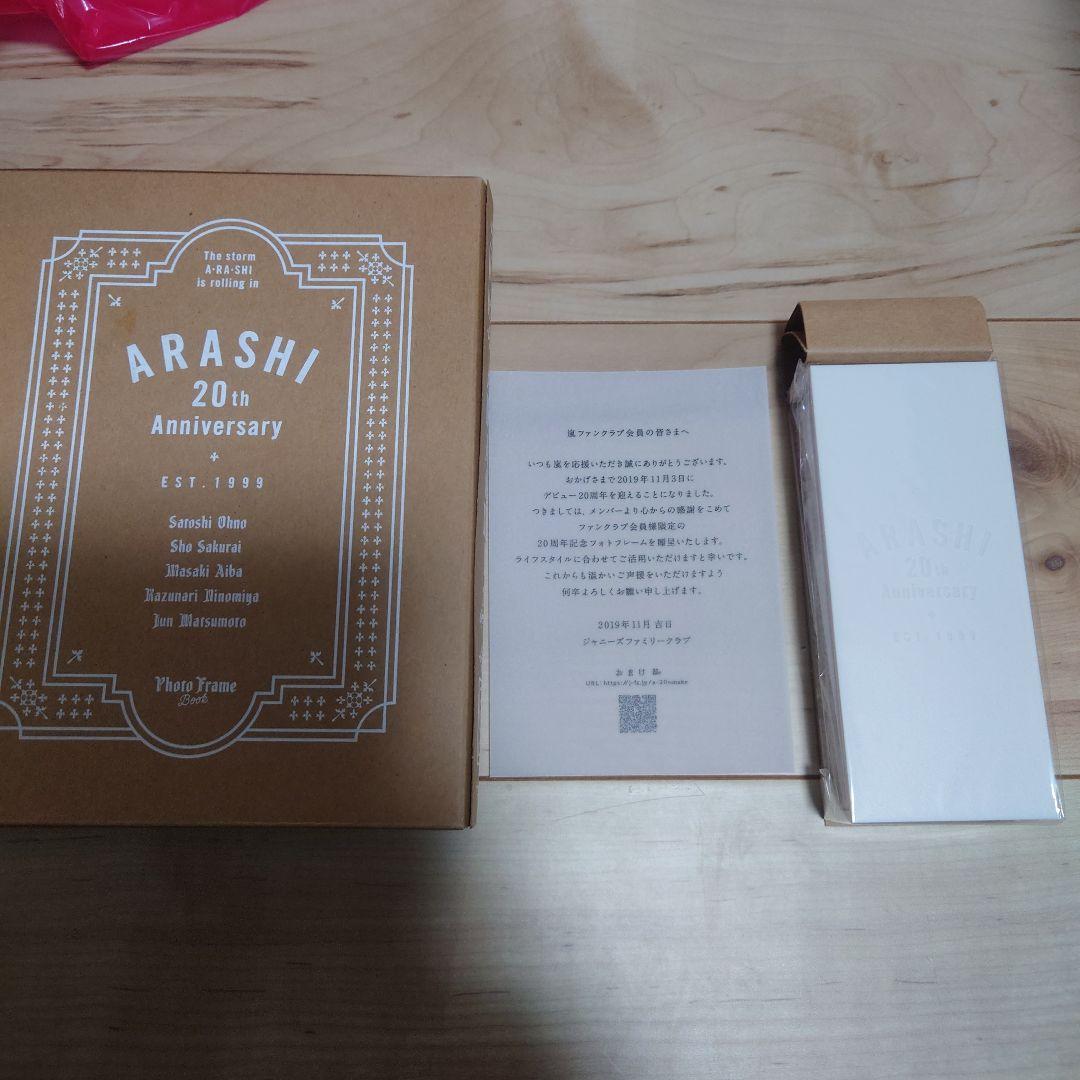 The storm
A・RA・SHI
is rolling in
ARASHI
20th
Anniversary
EST.1999
Satoshi Ohno
Sho Sakurai
Masaki Aiba
Kazunari Ninomiya
Jun Matsumoto
Photo Frame
Book
嵐ファンクラブ会員の皆さまへ
いつも嵐を応援いただき誠にありがとうございます。
おかげさまで2019年11月3日に
デビュー20周年を迎えることになりました。
つきましては、メンバーより心からの感謝をこめて
ファンクラブ会員様限定の
20周年記念フォトフレームを贈呈いたします。
ライフスタイルに合わせてご活用いただけますと幸いです。
これからも温かいご声援をいただけますよう
何卒よろしくお願い申し上げます。
2019年11月 吉日
ジャニーズファミリークラブ
おまけ
URL: https://j-fc.jp/a-20omake
ARASHI
20th
Anniversary
EST.1999